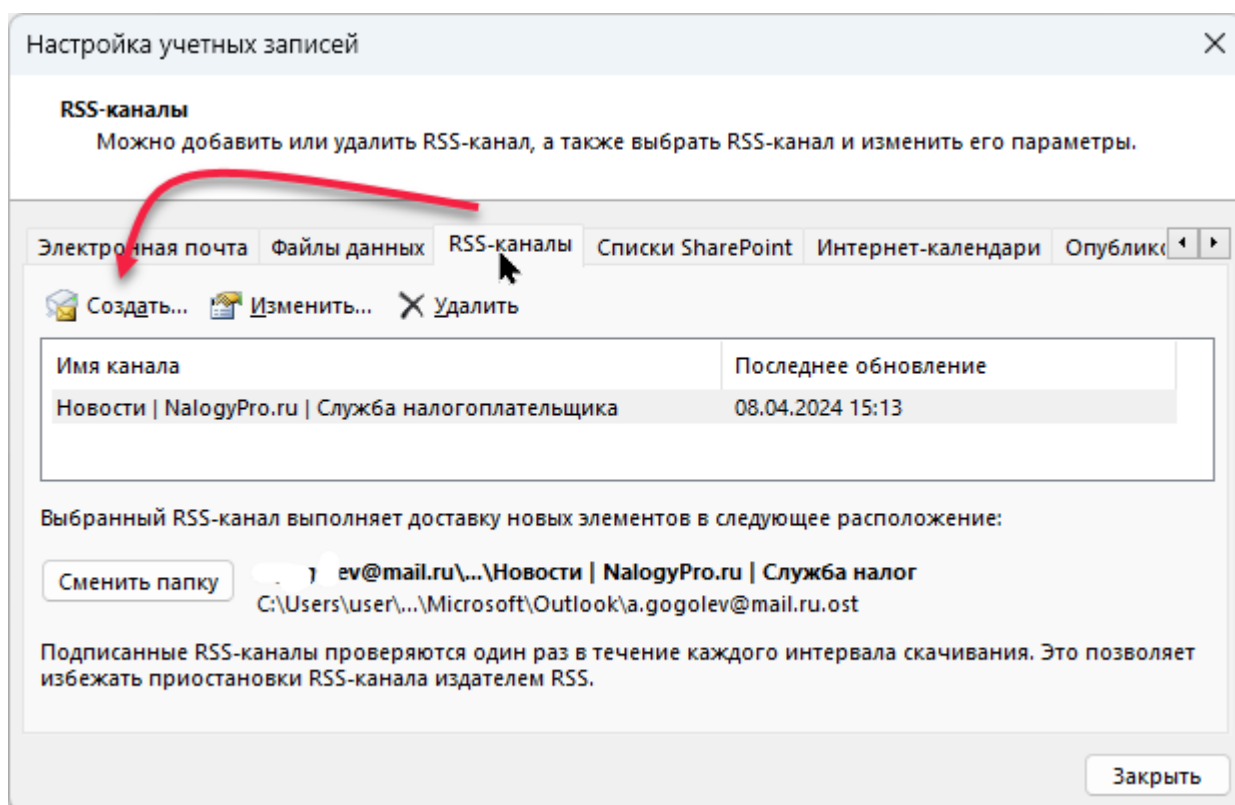 Настройка учетных записей
RSS-каналы
Можно добавить или удалить RSS-канал, а также выбрать RSS-канал и изменить его параметры.
Электронная почта Файлы данных RSS-каналы Списки SharePoint Интернет-календари Опублико
Создать... Изменить... Удалить
Имя канала Последнее обновление
Новости | NalogyPro.ru | Служба налогоплательщика 08.04.2024 15:13
Выбранный RSS-канал выполняет доставку новых элементов в следующее расположение:
Сменить папку ev@mail.ru\...\Новости | NalogyPro.ru | Служба налог
C:\Users\user\...\Microsoft\Outlook\a.gogolev@mail.ru.ost
Подписанные RSS-каналы проверяются один раз в течение каждого интервала скачивания. Это позволяет
избежать приостановки RSS-канала издателем RSS.
Закрыть